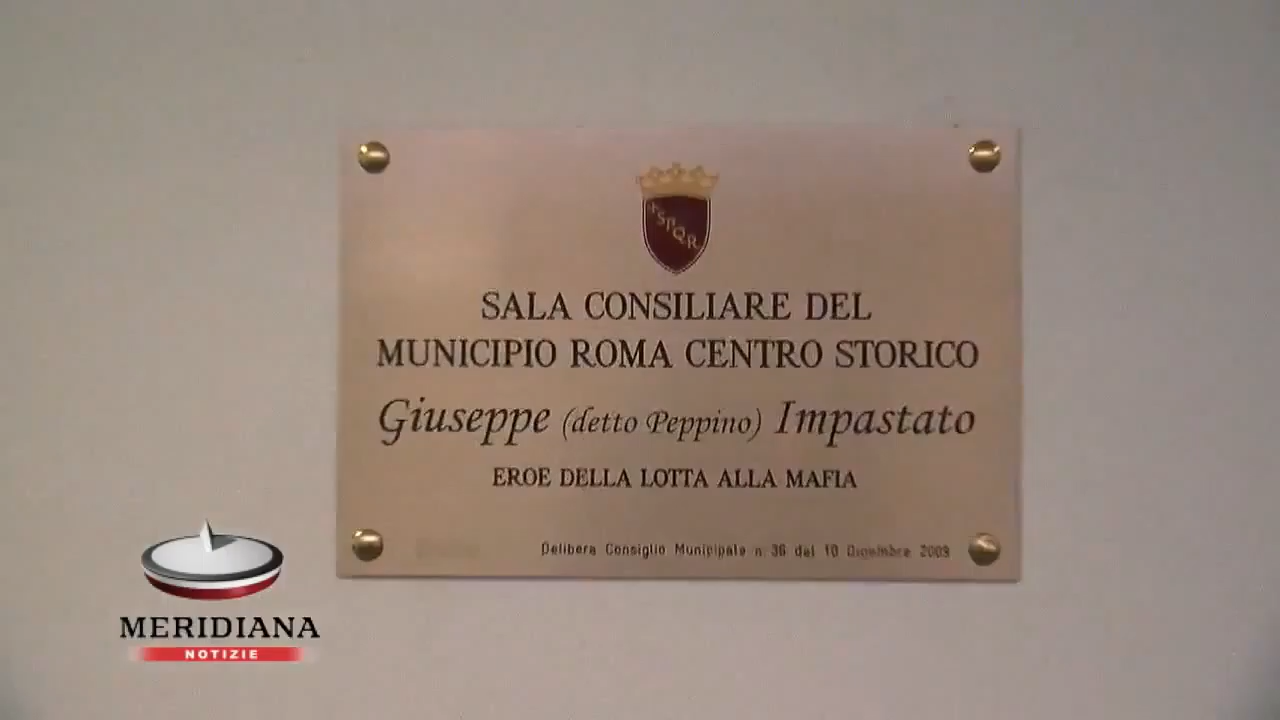 SPQR
SALA CONSILIARE DEL
MUNICIPIO ROMA CENTRO STORICO
Giuseppe (detto Peppino) Impastato
EROE DELLA LOTTA ALLA MAFIA
Delibera Consiglio Municipale n. 36 del 10 Dicembre 2009
MERIDIANA
NOTIZIE